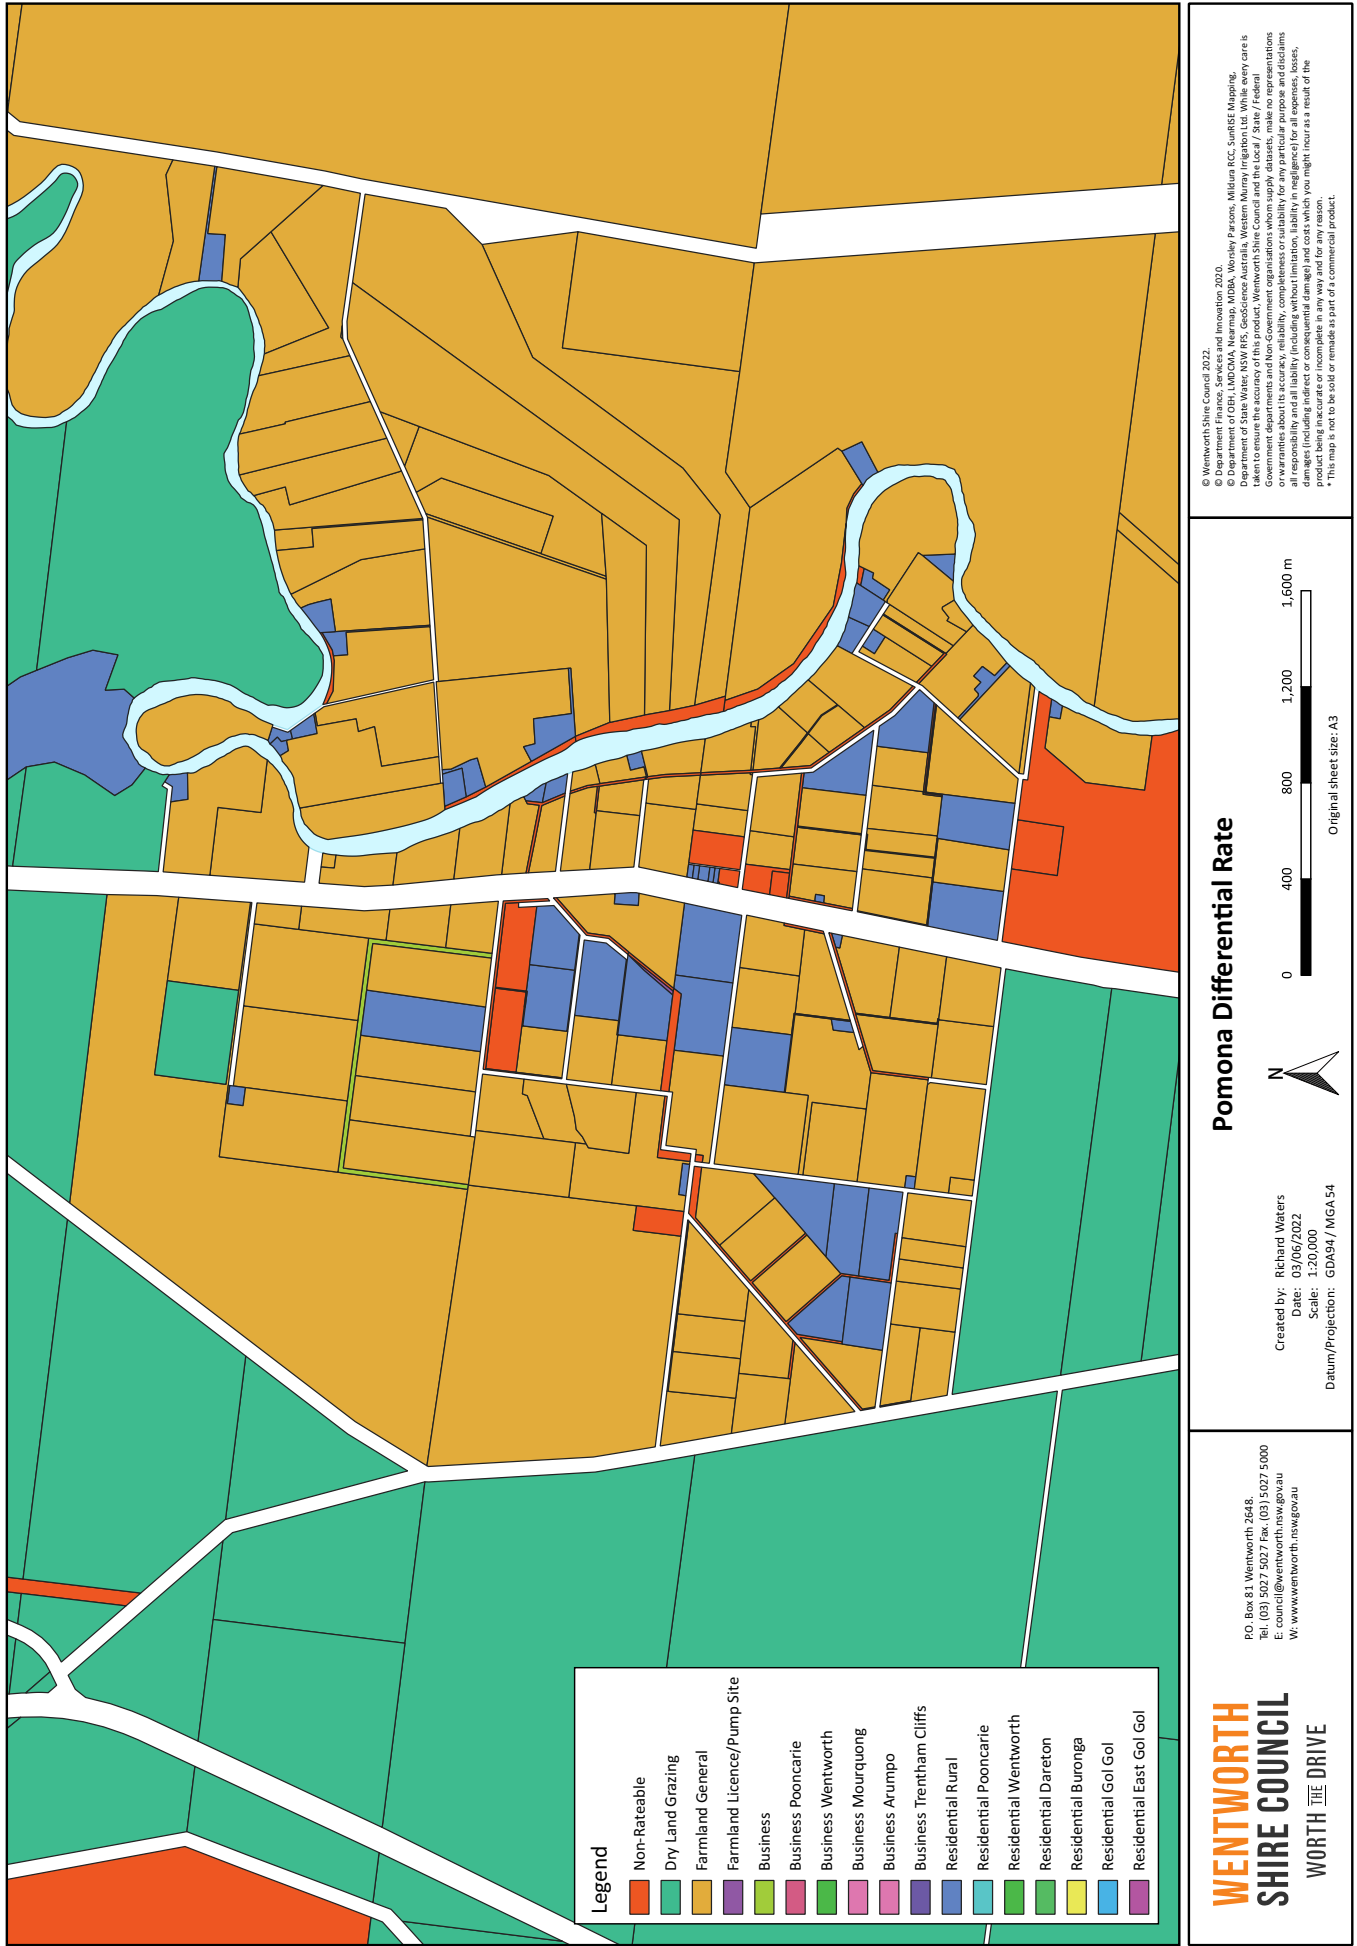 Legend
Non-Rateable
Dry Land Grazing
Farmland General
Farmland Licence/Pump Site
Business
Business Pooncarie
Business Wentworth
Business Mourquong
Business Arumpo
Business Trentham Cliffs
Residential Rural
Residential Pooncarie
Residential Wentworth
Residential Dareton
Residential Buronga
Residential Gol Gol
Residential East Gol Gol
WENTWORTH
SHIRE COUNCIL
WORTH THE DRIVE
P.O. Box 81 Wentworth 2648.
Tel. (03) 5027 5027 Fax. (03) 5027 5000
E: council@wentworth.nsw.gov.au
W: www.wentworth.nsw.gov.au
Pomona Differential Rate
Created by: Richard Waters
Date: 03/06/2022
Scale: 1:20,000
Datum/Projection: GDA94 / MGA 54
N
0 400 800 1,200 1,600 m
Original sheet size: A3
© Wentworth Shire Council 2022.
© Department Finance, Services and Innovation 2020.
© Department of OEH, LMDCMA, Nearmap, MDBA, Worsley Parsons, Mildura RCC, SunRISE Mapping,
Department of State Water, NSW RFS, GeoScience Australia, Western Murray Irrigation Ltd. While every care is
taken to ensure the accuracy of this product, Wentworth Shire Council and the Local / State / Federal
Government departments and Non-Government organisations whom supply datasets, make no representations
or warranties about its accuracy, reliability, completeness or suitability for any particular purpose and disclaims
all responsibility and all liability (including without limitation, liability in negligence) for all expenses, losses,
damages (including indirect or consequential damage) and costs which you might incur as a result of the
product being inaccurate or incomplete in any way and for any reason.
* This map is not to be sold or remade as part of a commercial product.